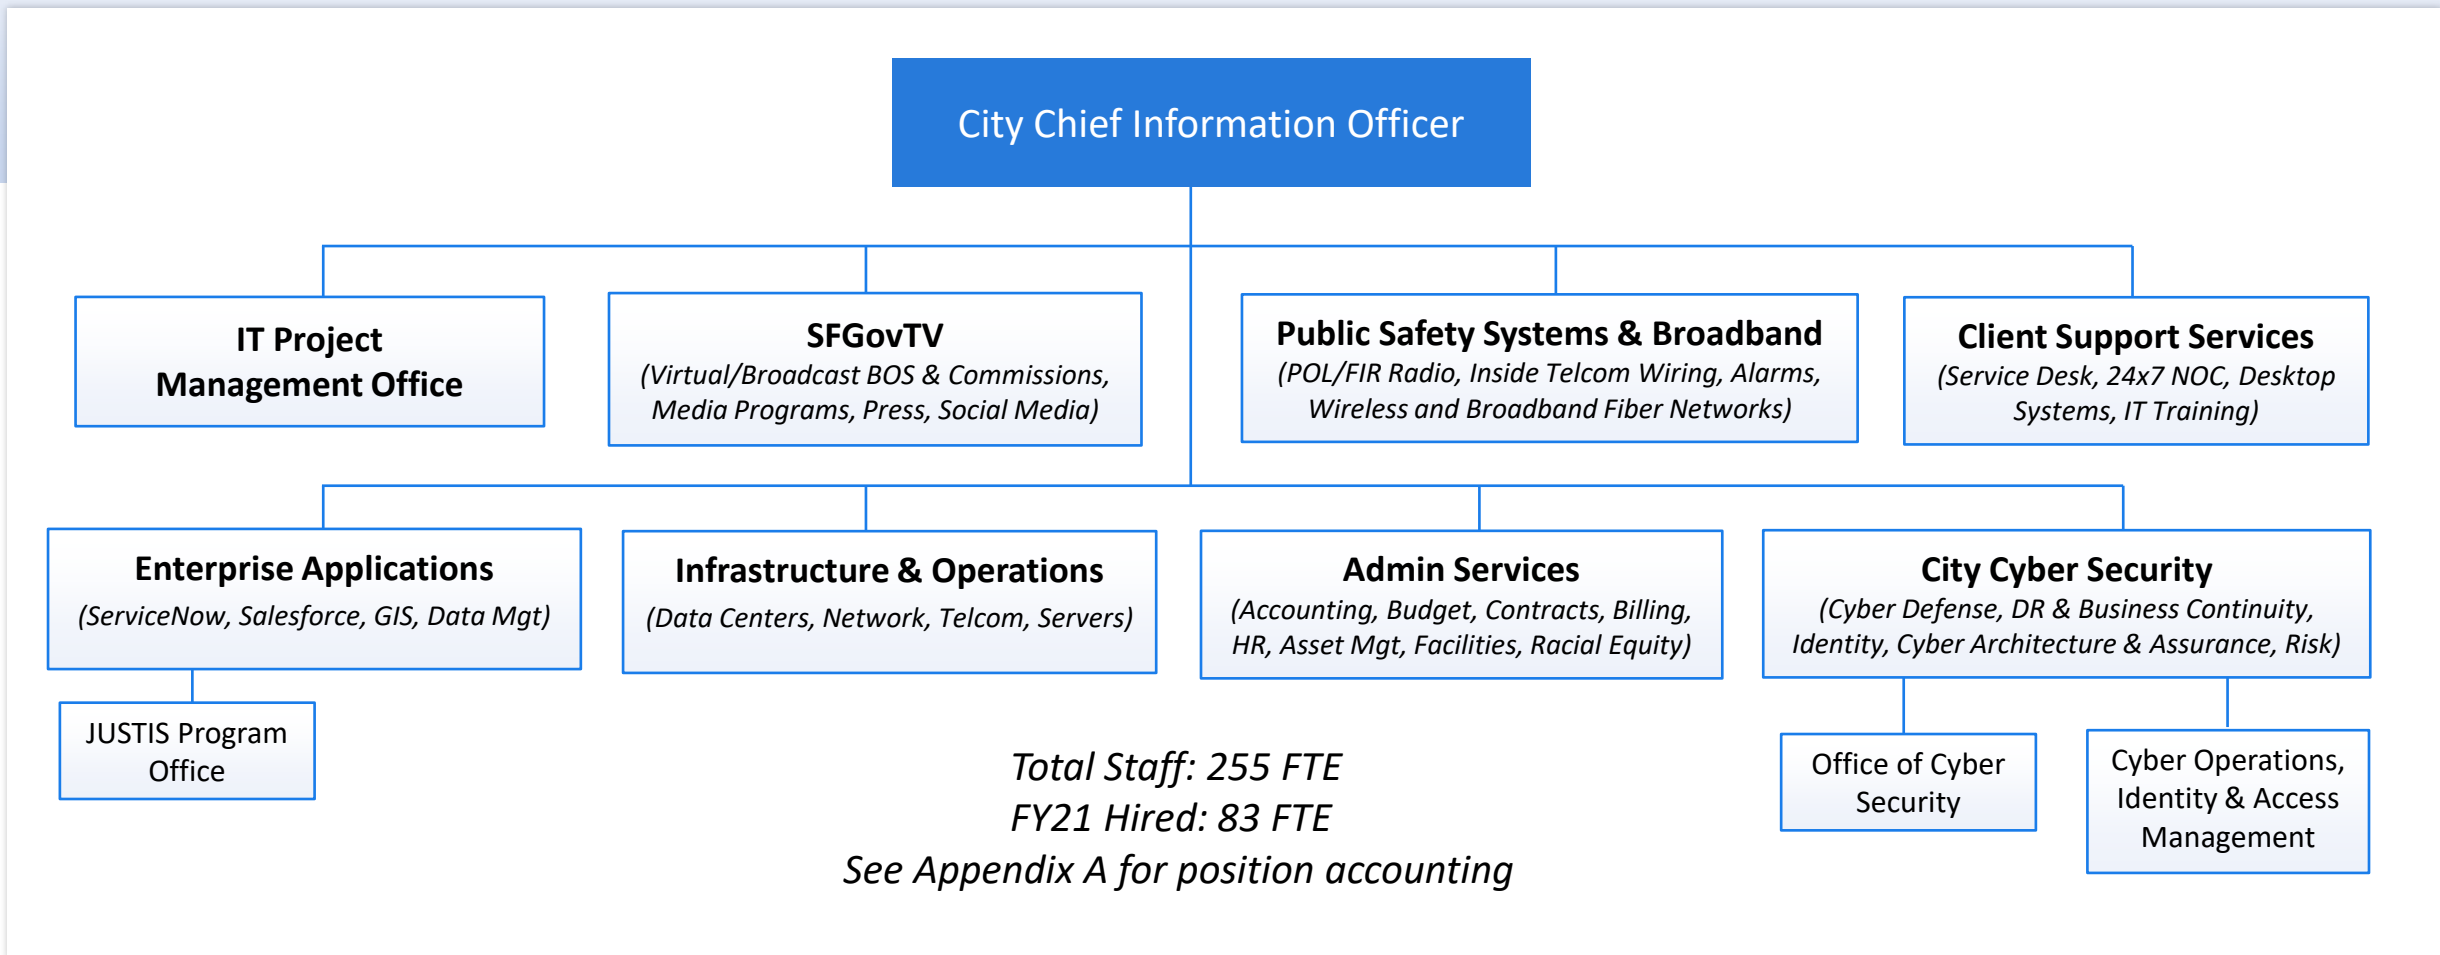 City Chief Information Officer
IT Project
Management Office
SFGovTV
(Virtual/Broadcast BOS & Commissions,
Media Programs, Press, Social Media)
Public Safety Systems & Broadband
(POL/FIR Radio, Inside Telcom Wiring, Alarms,
Wireless and Broadband Fiber Networks)
Client Support Services
(Service Desk, 24x7 NOC, Desktop
Systems, IT Training)
Enterprise Applications
(ServiceNow, Salesforce, GIS, Data Mgt)
Infrastructure & Operations
(Data Centers, Network, Telcom, Servers)
Admin Services
(Accounting, Budget, Contracts, Billing,
HR, Asset Mgt, Facilities, Racial Equity)
City Cyber Security
(Cyber Defense, DR & Business Continuity,
Identity, Cyber Architecture & Assurance, Risk)
JUSTIS Program
Office
Office of Cyber
Security
Cyber Operations,
Identity & Access
Management
Total Staff: 255 FTE
FY21 Hired: 83 FTE
See Appendix A for position accounting